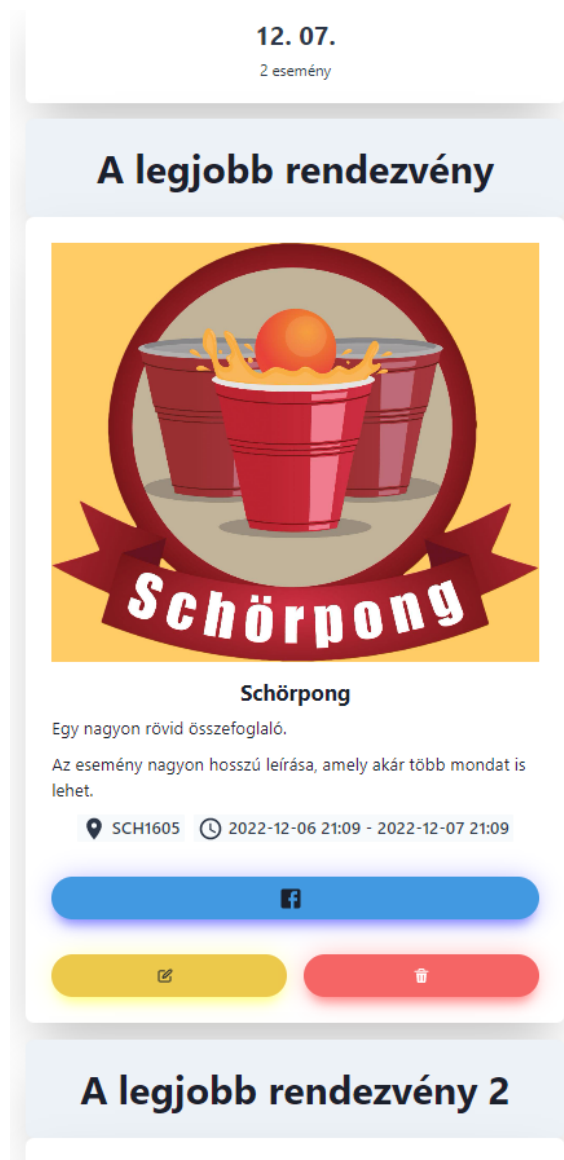 12. 07.
2 esemény
A legjobb rendezvény
Schörpong
Schörpong
Egy nagyon rövid összefoglaló.
Az esemény nagyon hosszú leírása, amely akár több mondat is
lehet.
SCH1605 2022-12-06 21:09 - 2022-12-07 21:09
A legjobb rendezvény 2